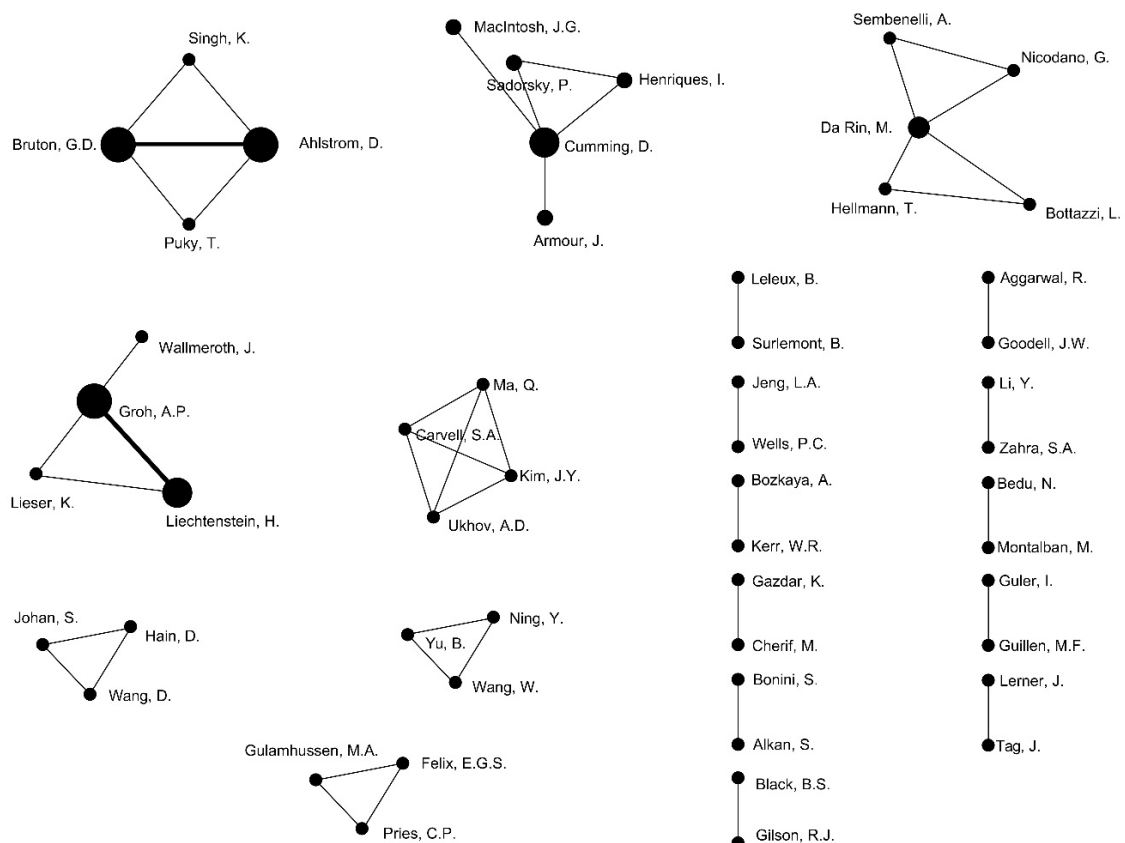 Singh, K.
Bruton, G.D.
Ahlstrom, D.
Puky, T.
MacIntosh, J.G.
Sadorsky, P.
Henriques, I.
Cumming, D.
Armour, J.
Sembenelli, A.
Nicodano, G.
Da Rin, M.
Hellmann, T.
Bottazzi, L.
Wallmeroth, J.
Groh, A.P.
Lieser, K.
Liechtenstein, H.
Ma, Q.
Carvell, S.A.
Kim, J.Y.
Ukhov, A.D.
Johan, S.
Hain, D.
Wang, D.
Ning, Y.
Yu, B.
Wang, W.
Gulamhussen, M.A.
Felix, E.G.S.
Pries, C.P.
Leleux, B.
Surlemont, B.
Jeng, L.A.
Wells, P.C.
Bozkaya, A.
Kerr, W.R.
Gazdar, K.
Cherif, M.
Bonini, S.
Alkan, S.
Black, B.S.
Gilson, R.J.
Aggarwal, R.
Goodell, J.W.
Li, Y.
Zahra, S.A.
Bedu, N.
Montalban, M.
Guler, I.
Guillen, M.F.
Lerner, J.
Tag, J.